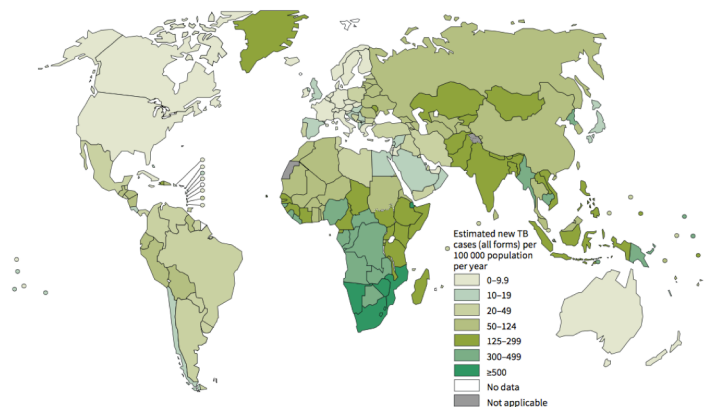 Estimated new TB
cases (all forms) per
100 000 population
per year
0–9.9
10–19
20–49
50–124
125–299
300–499
≥500
No data
Not applicable